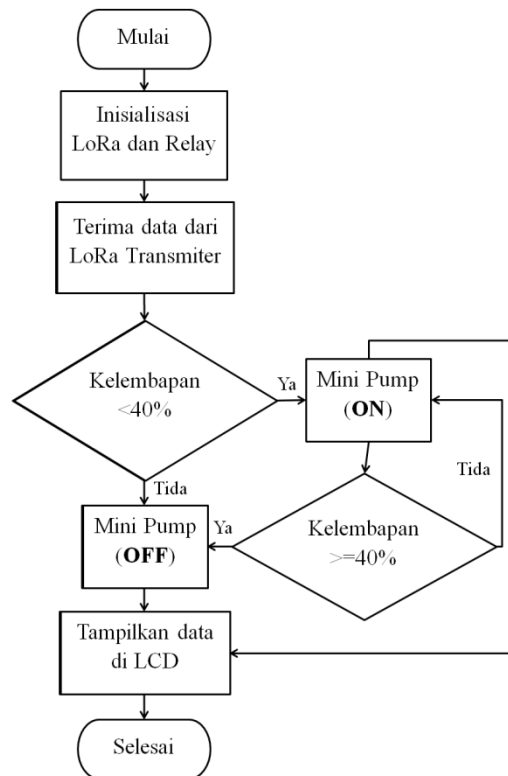 Mulai
Inisialisasi
LoRa dan Relay
Terima data dari
LoRa Transmiter
Kelembapan
<40%
Ya
Mini Pump
(ON)
Tida
Tida
Mini Pump
(OFF)
Ya
Kelembapan
>=40%
Tampilkan data
di LCD
Selesai